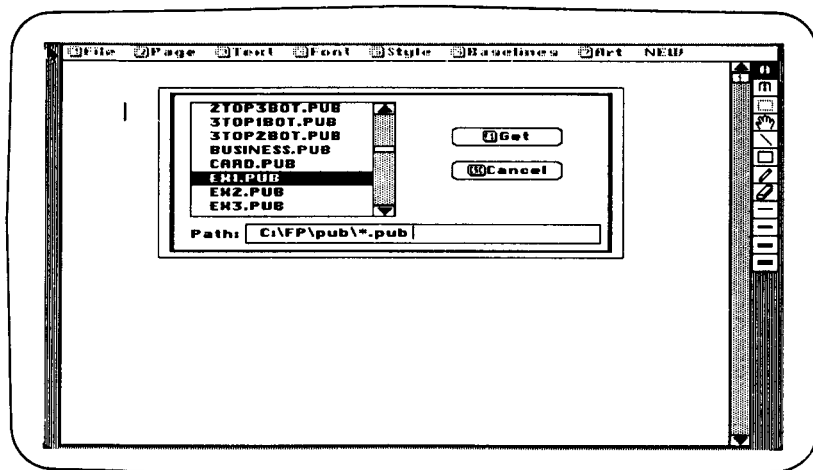 File Page Text Font Style Baselines Art NEW
1
2TOP3BOT.PUB
3TOP1BOT.PUB
3TOP2BOT.PUB
BUSINESS.PUB
CARD.PUB
EX1.PUB
EX2.PUB
EX3.PUB
Get
Cancel
Path: C:\FP\pub\*.pub